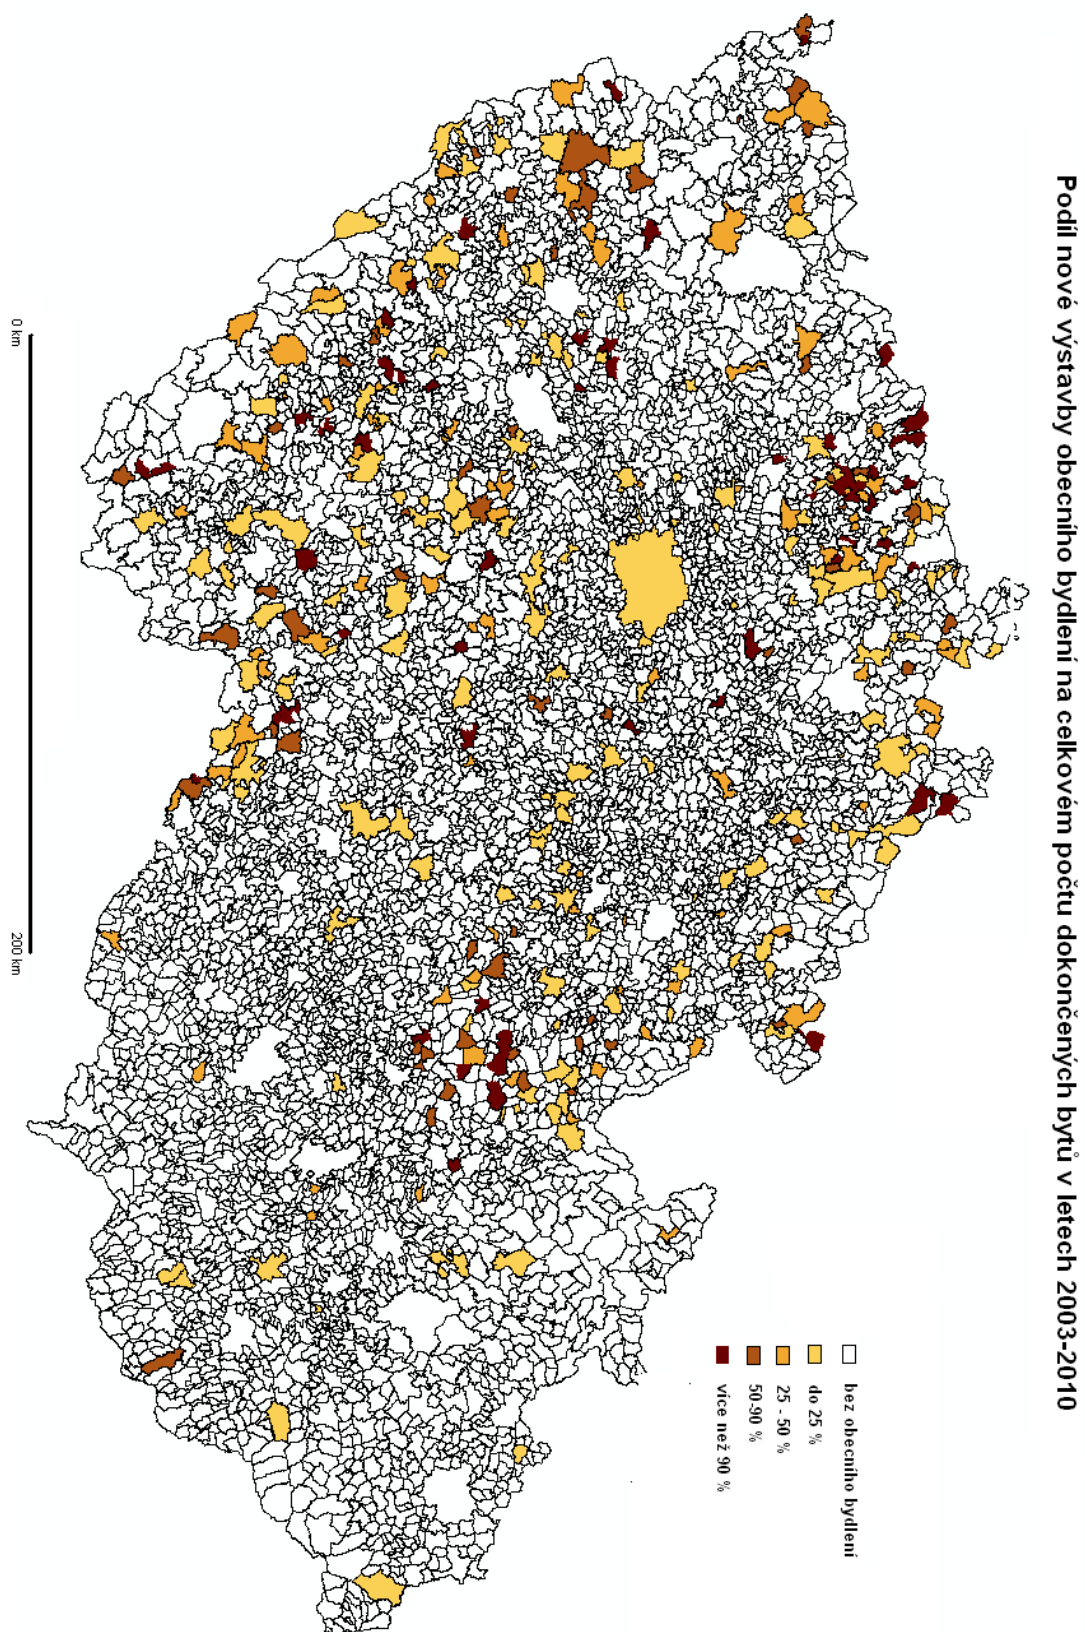 Podíl nové výstavby obecního bydlení na celkovém počtu dokončených bytů v letech 2003-2010
bez obecního bydlení
do 25 %
25 - 50 %
50-90 %
více než 90 %
0 km
200 km